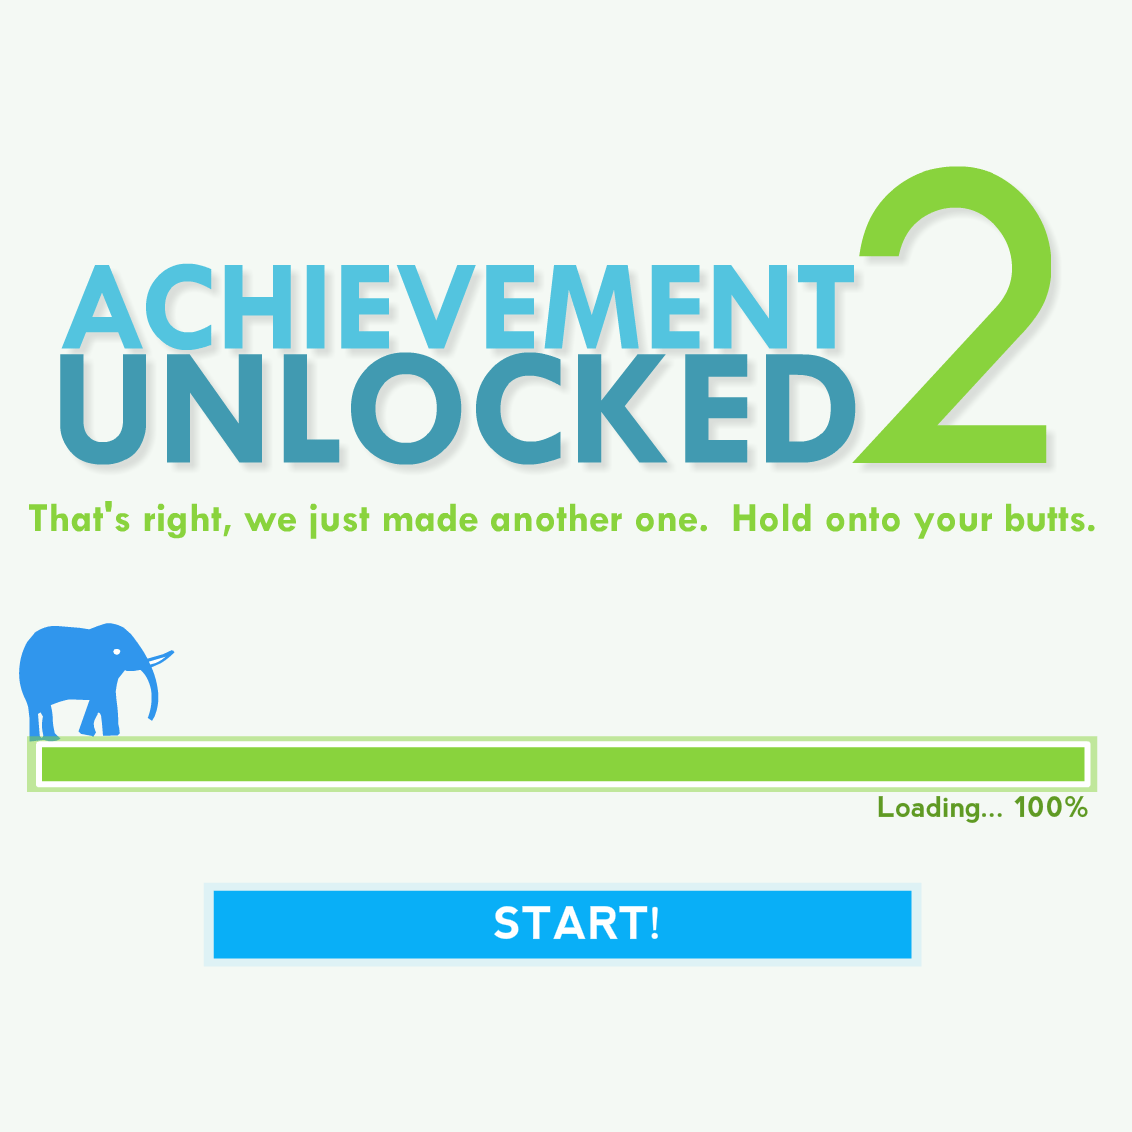 ACHIEVEMENT
UNLOCKED 2
That's right, we just made another one.  Hold onto your butts.
Loading... 100%
START!